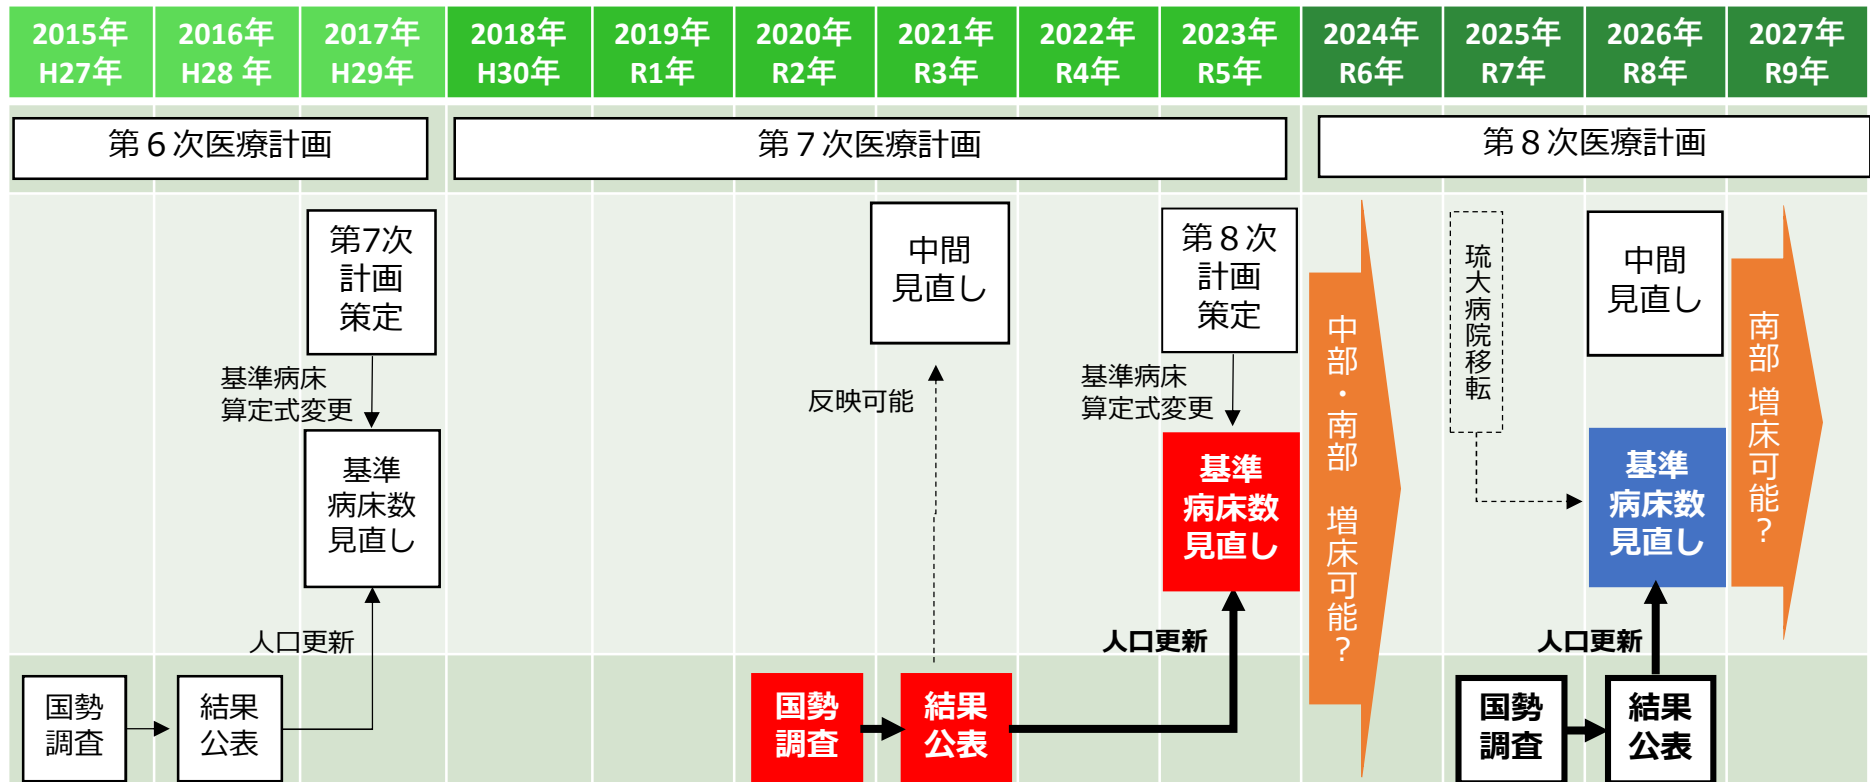 2015年
H27年
2016年
H28 年
2017年
H29年
2018年
H30年
2019年
R1年
2020年
R2年
2021年
R3年
2022年
R4年
2023年
R5年
2024年
R6年
2025年
R7年
2026年
R8年
2027年
R9年
第６次医療計画
第７次医療計画
第８次医療計画
第7次
計画
策定
中間
見直し
第８次
計画
策定
琉大病院移転
中間
見直し
基準病床
算定式変更
反映可能
基準病床
算定式変更
中部・南部　増床可能？
南部 増床可能？
基準
病床数
見直し
基準
病床数
見直し
基準
病床数
見直し
人口更新
人口更新
人口更新
国勢
調査
結果
公表
国勢
調査
結果
公表
国勢
調査
結果
公表